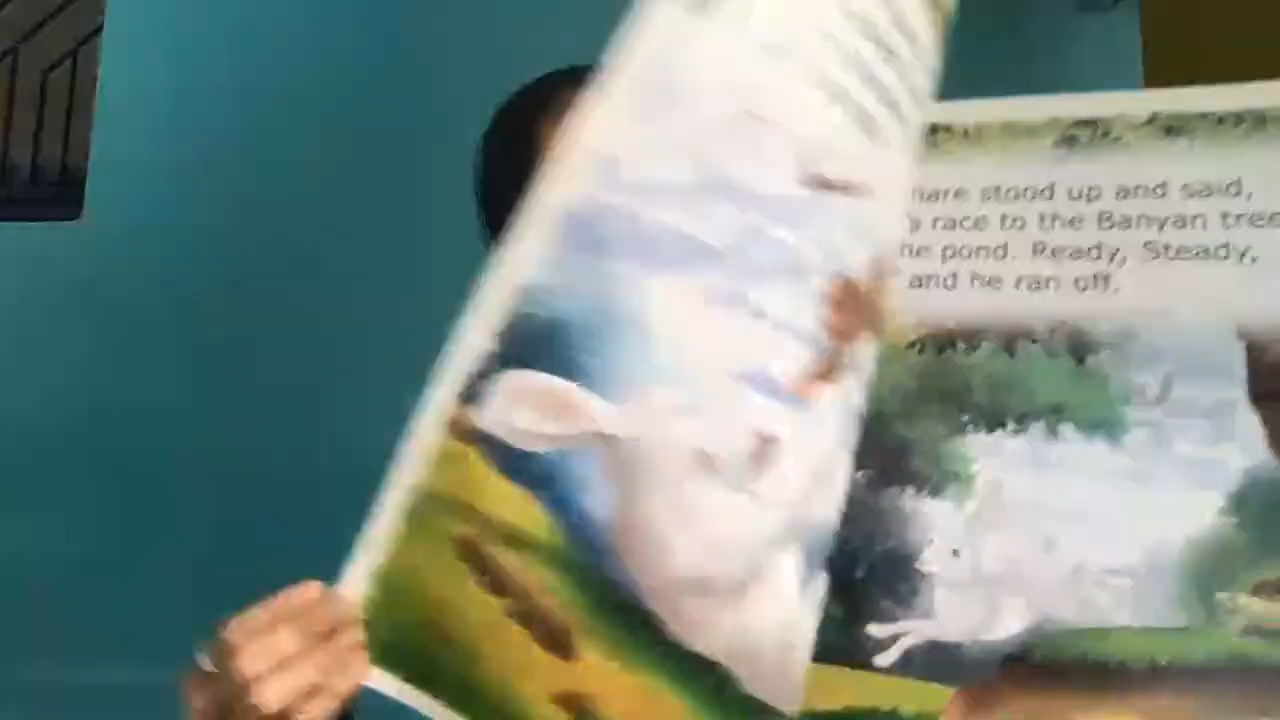 hare stood up and said,
race to the Banyan tree
he pond. Ready, Steady,
and he ran off.